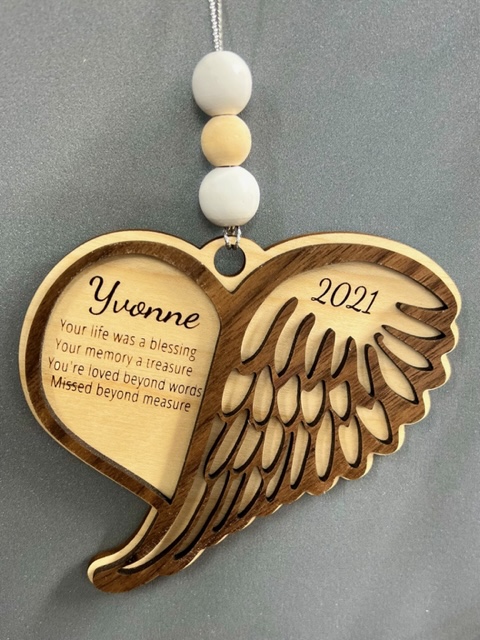 Yvonne
Your life was a blessing
Your memory a treasure
You're loved beyond words
Missed beyond measure
2021